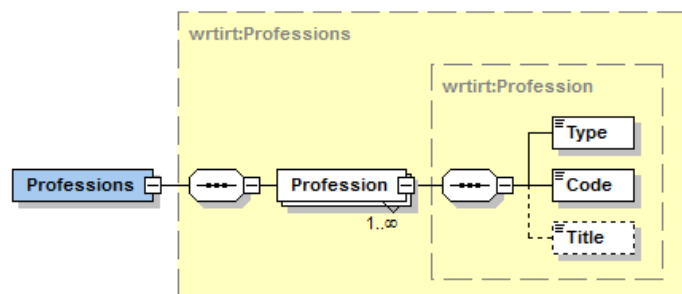 wrtirt:Professions
wrtirt:Profession
Type
Professions
Profession
Code
1..∞
Title